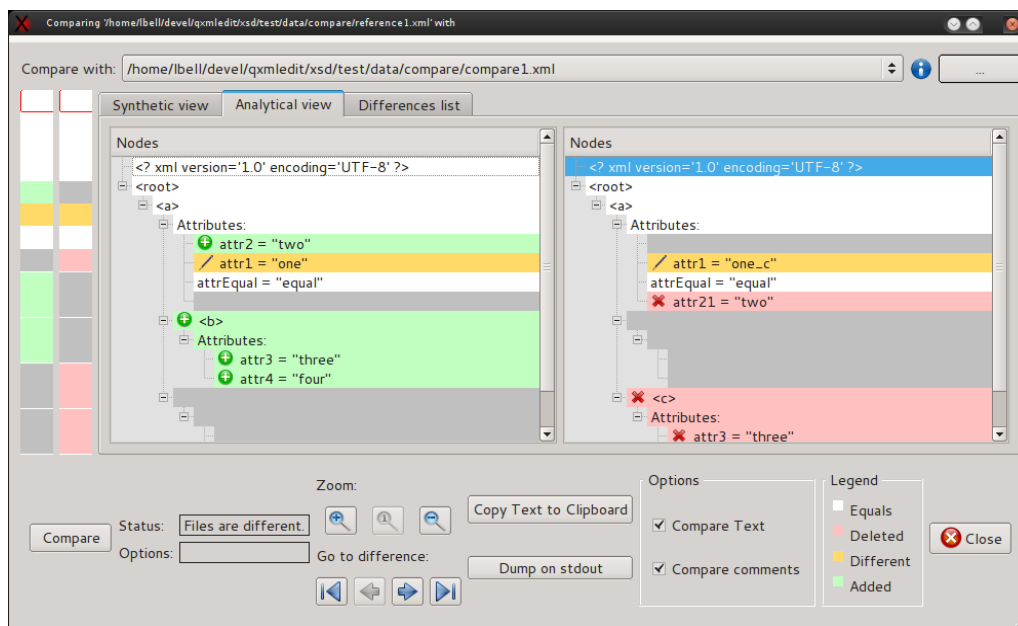 Comparing '/home/lbell/devel/qxmledit/xsd/test/data/compare/reference1.xml' with
Compare with: /home/lbell/devel/qxmledit/xsd/test/data/compare/compare1.xml ...
Synthetic view Analytical view Differences list
Nodes
<? xml version='1.0' encoding='UTF-8' ?>
<root>
<a>
Attributes:
attr2 = "two"
attr1 = "one"
attrEqual = "equal"
<b>
Attributes:
attr3 = "three"
attr4 = "four"
Nodes
<? xml version='1.0' encoding='UTF-8' ?>
<root>
<a>
Attributes:
attr1 = "one_c"
attrEqual = "equal"
attr21 = "two"
<c>
Attributes:
attr3 = "three"
Compare
Status: Files are different.
Options:
Zoom:
1
Go to difference:
Copy Text to Clipboard
Dump on stdout
Options
Compare Text
Compare comments
Legend
Equals
Deleted
Different
Added
Close